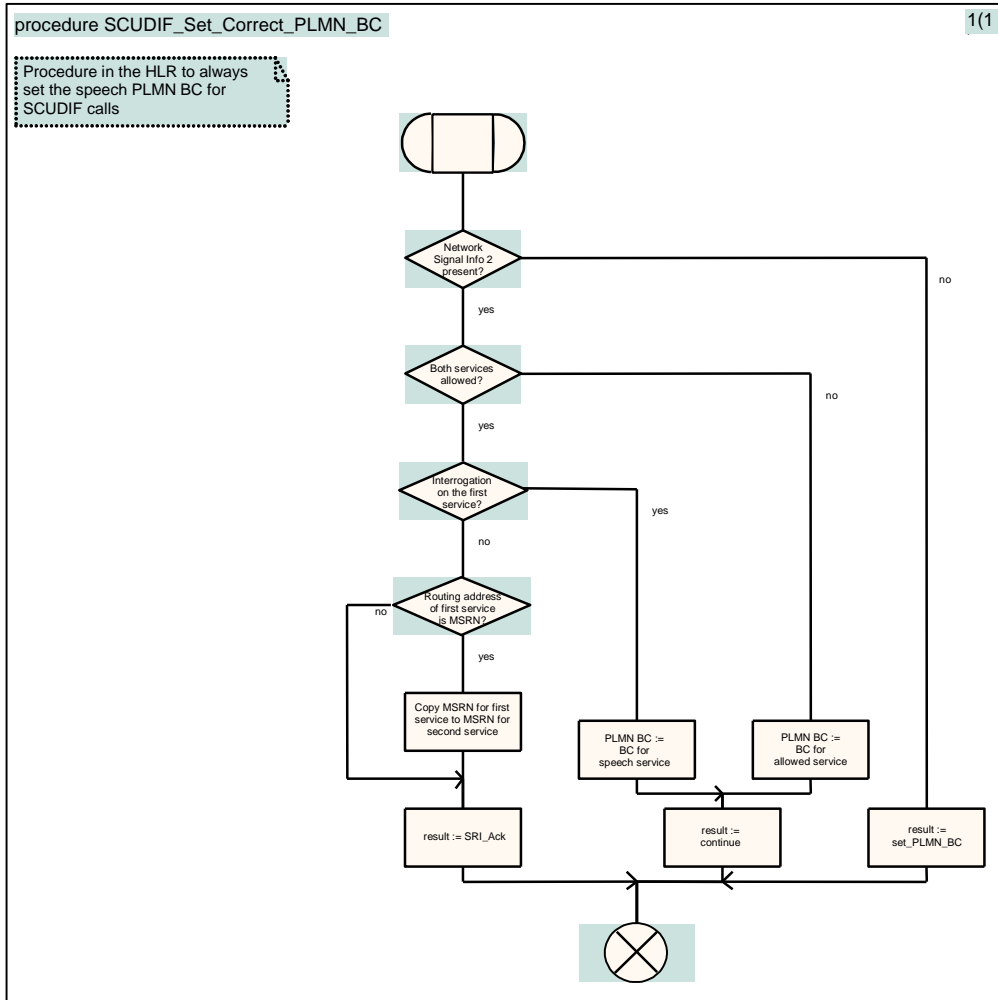 procedure SCUDIF_Set_Correct_PLMN_BC
1(1
Procedure in the HLR to always
set the speech PLMN BC for
SCUDIF calls
Network
Signal Info 2
present?
no
yes
Both services
allowed?
no
yes
Interrogation
on the first
service?
yes
no
Routing address
of first service
is MSRN?
no
yes
Copy MSRN for first
service to MSRN for
second service
PLMN BC :=
BC for
speech service
PLMN BC :=
BC for
allowed service
result := SRI_Ack
result :=
continue
result :=
set_PLMN_BC